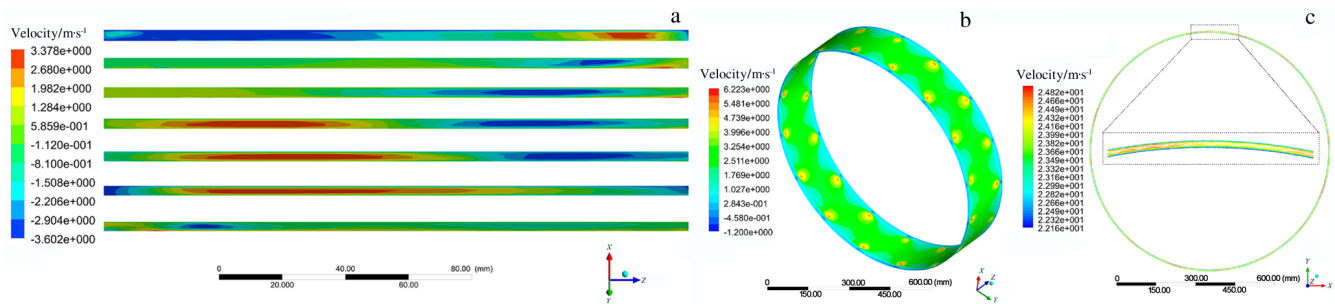 a
Velocity/m·s⁻¹
3.378e+000
2.680e+000
1.982e+000
1.284e+000
5.859e-001
-1.120e-001
-8.100e-001
-1.508e+000
-2.206e+000
-2.904e+000
-3.602e+000
0 40.00 80.00 (mm)
20.000 60.00
X
Z
Y
b
Velocity/m·s⁻¹
6.223e+000
5.481e+000
4.739e+000
3.996e+000
3.254e+000
2.511e+000
1.769e+000
1.027e+000
2.843e-001
-4.580e-001
-1.200e+000
0 300.00 600.00 (mm)
150.00 450.00
X
Z
Y
c
Velocity/m·s⁻¹
2.482e+001
2.466e+001
2.449e+001
2.432e+001
2.416e+001
2.399e+001
2.382e+001
2.366e+001
2.349e+001
2.332e+001
2.316e+001
2.299e+001
2.282e+001
2.266e+001
2.249e+001
2.232e+001
2.216e+001
0 300.00 600.00 (mm)
150.00 450.00
Y
Z
X